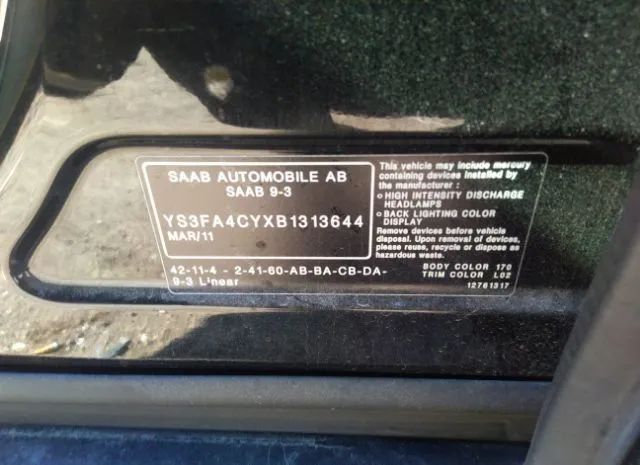 SAAB AUTOMOBILE AB
SAAB 9-3
YS3FA4CYXB1313644
MAR/11
42-11-4 - 2-41-60-AB-BA-CB-DA-
9-3 Linear
This vehicle may include mercury
containing devices installed by
the manufacturer:
o HIGH INTENSITY DISCHARGE
HEADLAMPS
o BACK LIGHTING COLOR
DISPLAY
Remove devices before vehicle
disposal. Upon removal of devices,
please reuse, recycle or dispose as
hazardous waste.
BODY COLOR 170
TRIM COLOR L02
12761317